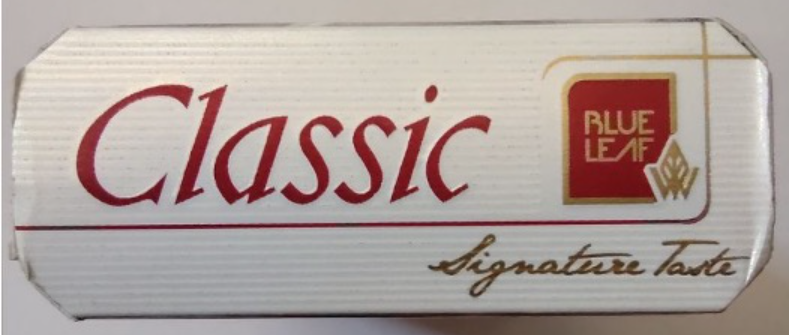 Classic
BLUE
LEAF
Signature Taste